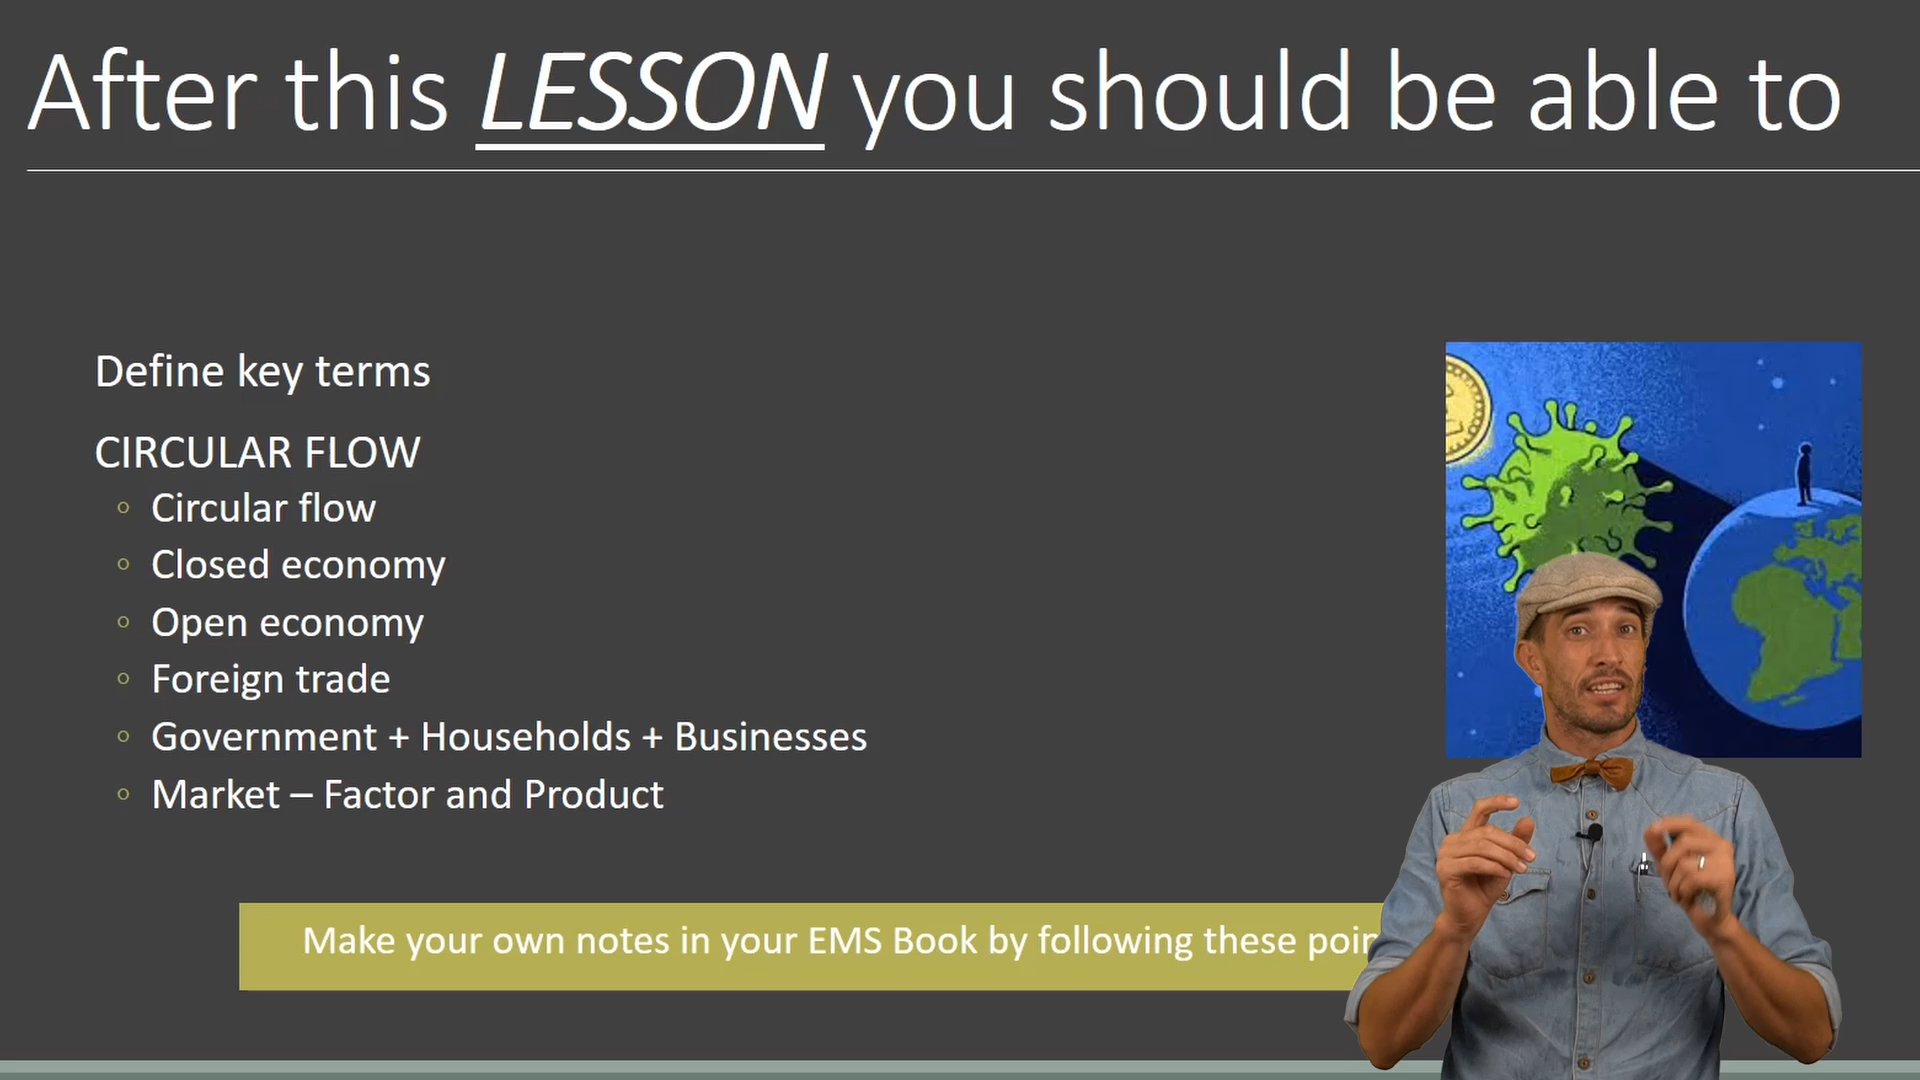 After this LESSON you should be able to
Define key terms
CIRCULAR FLOW
Circular flow
Closed economy
Open economy
Foreign trade
Government + Households + Businesses
Market – Factor and Product
Make your own notes in your EMS Book by following these